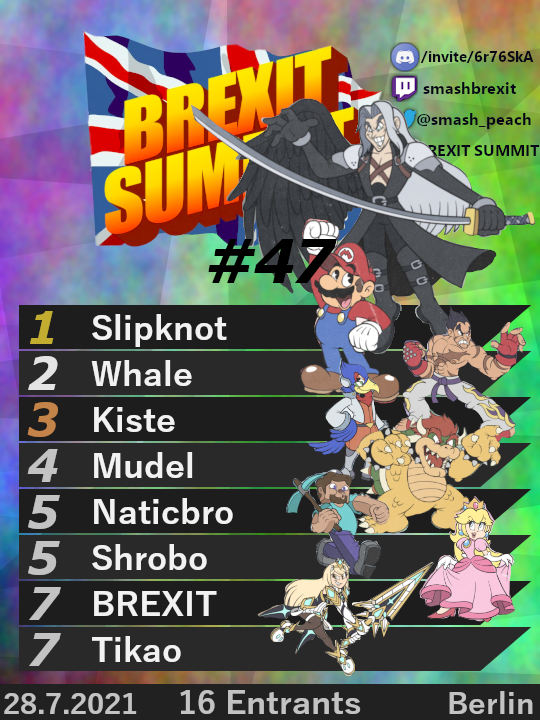 BREXIT
SUMMIT
#47
/invite/6r76SkA
smashbrexit
@smash_peach
BREXIT SUMMIT
1 Slipknot
2 Whale
3 Kiste
4 Mudel
5 Naticbro
5 Shrobo
7 BREXIT
7 Tikao
28.7.2021 16 Entrants Berlin